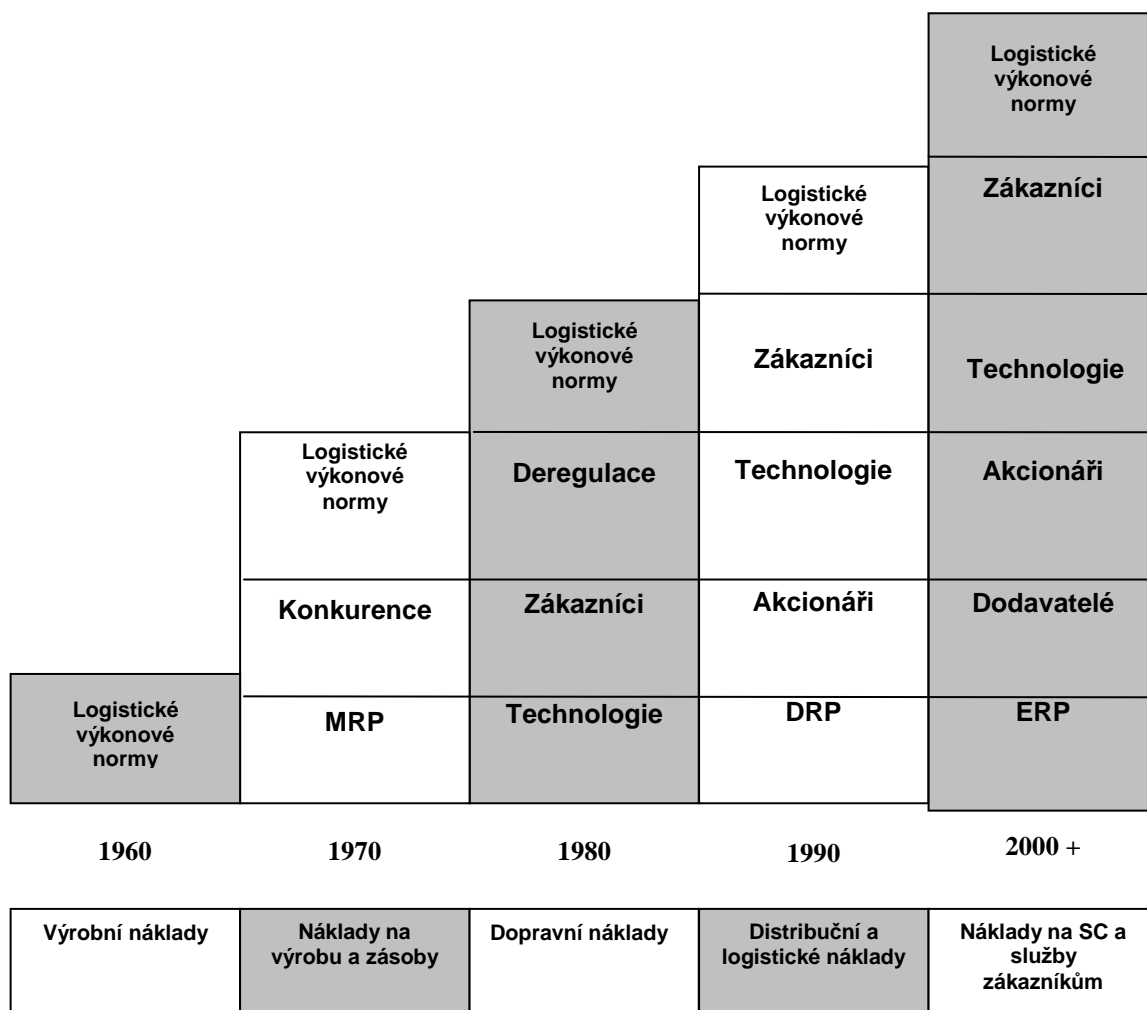 Logistické
výkonové
normy
Logistické
výkonové
normy
Zákazníci
Logistické
výkonové
normy
Zákazníci
Technologie
Logistické
výkonové
normy
Deregulace
Technologie
Akcionáři
Konkurence
Zákazníci
Akcionáři
Dodavatelé
Logistické
výkonové
normy
MRP
Technologie
DRP
ERP
1960
1970
1980
1990
2000 +
Výrobní náklady
Náklady na
výrobu a zásoby
Dopravní náklady
Distribuční a
logistické náklady
Náklady na SC a
služby
zákazníkům